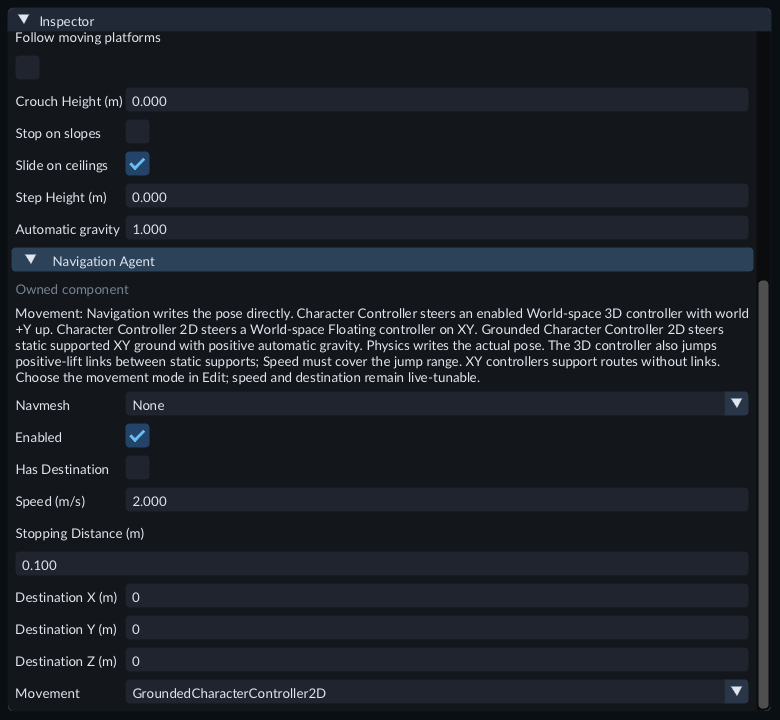 Inspector
Follow moving platforms
Crouch Height (m) 0.000
Stop on slopes
Slide on ceilings
Step Height (m) 0.000
Automatic gravity 1.000
Navigation Agent
Owned component
Movement: Navigation writes the pose directly. Character Controller steers an enabled World-space 3D controller with world
+Y up. Character Controller 2D steers a World-space Floating controller on XY. Grounded Character Controller 2D steers
static supported XY ground with positive automatic gravity. Physics writes the actual pose. The 3D controller also jumps
positive-lift links between static supports; Speed must cover the jump range. XY controllers support routes without links.
Choose the movement mode in Edit; speed and destination remain live-tunable.
Navmesh None
Enabled
Has Destination
Speed (m/s) 2.000
Stopping Distance (m)
0.100
Destination X (m) 0
Destination Y (m) 0
Destination Z (m) 0
Movement GroundedCharacterController2D